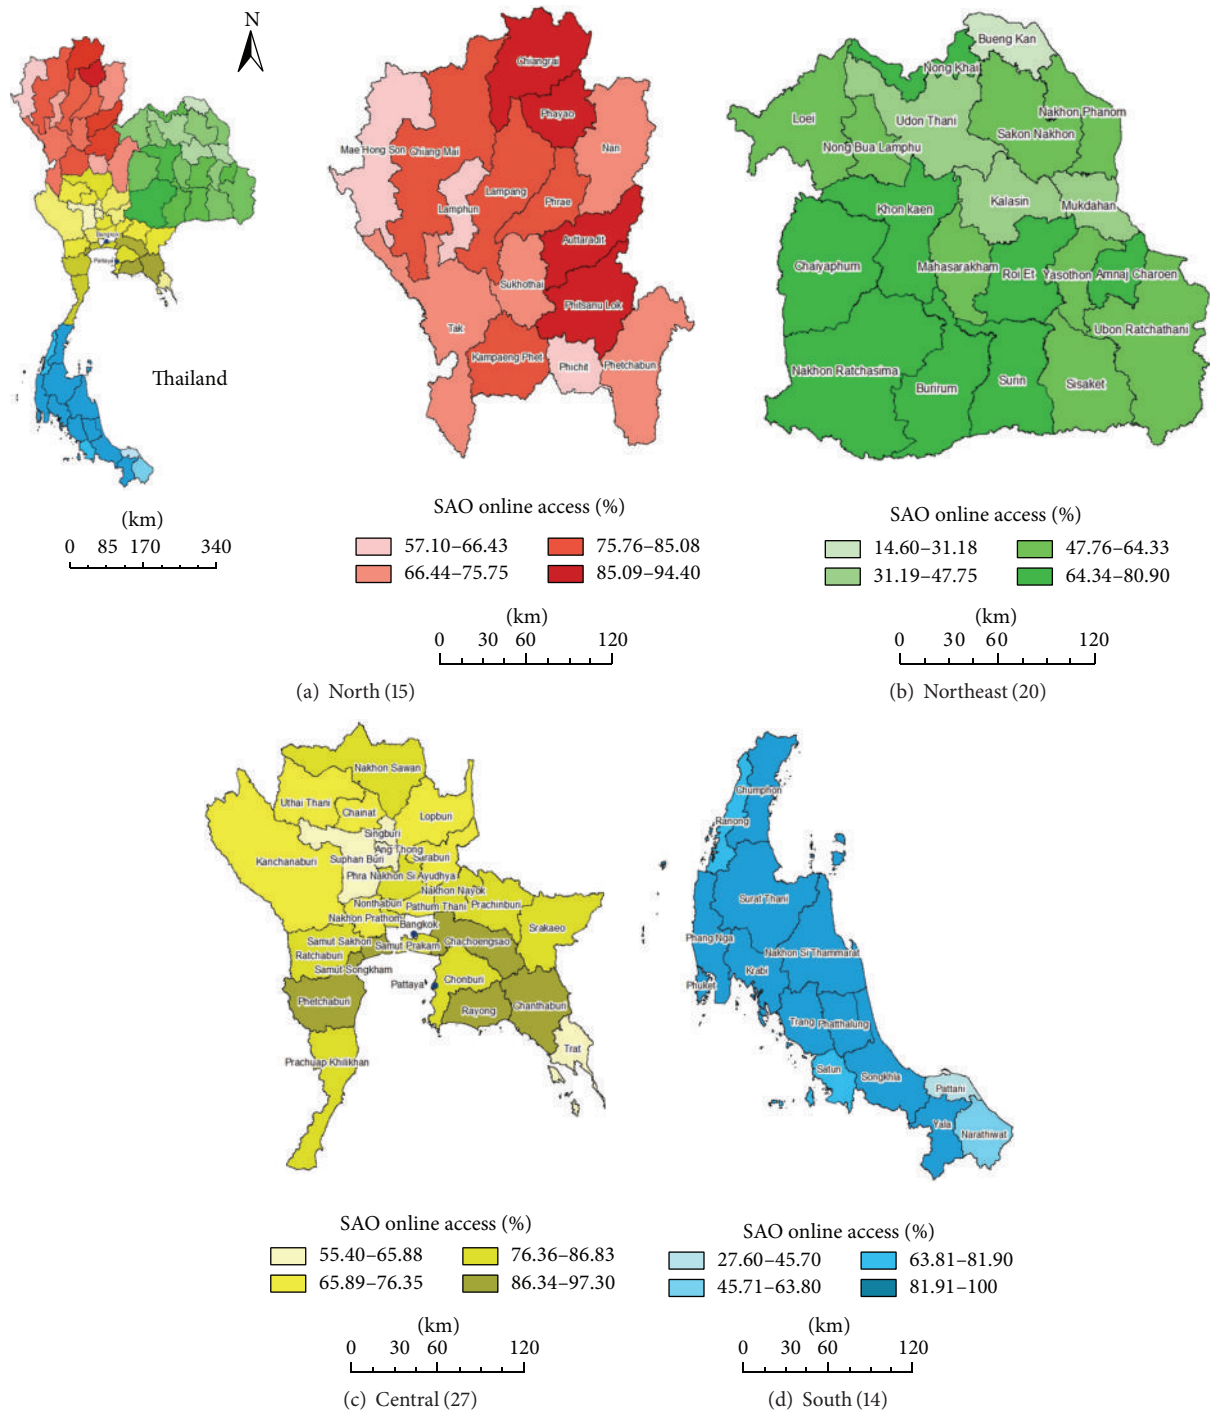 N
Bangkok
Pattaya
Thailand
(km)
0 85 170 340
Chiangrai
Phayao
Nan
Mae Hong Son
Chiang Mai
Lampang
Lamphun
Phrae
Auttaradit
Sukhothai
Phitsanu Lok
Tak
Kampaeng Phet
Phichit
Phetchabun
SAO online access (%)
57.10–66.43
75.76–85.08
66.44–75.75
85.09–94.40
(km)
0 30 60 120
(a) North (15)
Bueng Kan
Nong Khai
Loei
Udon Thani
Nakhon Phanom
Sakon Nakhon
Nong Bua Lamphu
Kalasin
Mukdahan
Khon kaen
Chaiyaphum
Mahasarakham
Roi Et
Yasothon
Amnaj Charoen
Ubon Ratchathani
Nakhon Ratchasima
Burirum
Surin
Sisaket
SAO online access (%)
14.60–31.18
47.76–64.33
31.19–47.75
64.34–80.90
(km)
0 30 60 120
(b) Northeast (20)
Nakhon Sawan
Uthai Thani
Chainat
Lopburi
Singburi
Ang Thong
Kanchanaburi
Suphan Buri
Saraburi
Phra Nakhon Si Ayudhya
Nakhon Nayok
Nonthaburi
Pathum Thani
Prachinburi
Nakhon Prathom
Bangkok
Srakaeo
Samut Sakhon
Samut Prakarn
Chachoengsao
Ratchaburi
Samut Songkham
Pattaya
Chonburi
Phetchaburi
Rayong
Chanthaburi
Trat
Prachuap Khilikhan
SAO online access (%)
55.40–65.88
76.36–86.83
65.89–76.35
86.34–97.30
(km)
0 30 60 120
(c) Central (27)
Chumphon
Ranong
Surat Thani
Phang Nga
Nakhon Si Thammarat
Krabi
Phuket
Trang
Phatthalung
Satun
Songkhla
Pattani
Yala
Narathiwat
SAO online access (%)
27.60–45.70
63.81–81.90
45.71–63.80
81.91–100
(km)
0 30 60 120
(d) South (14)